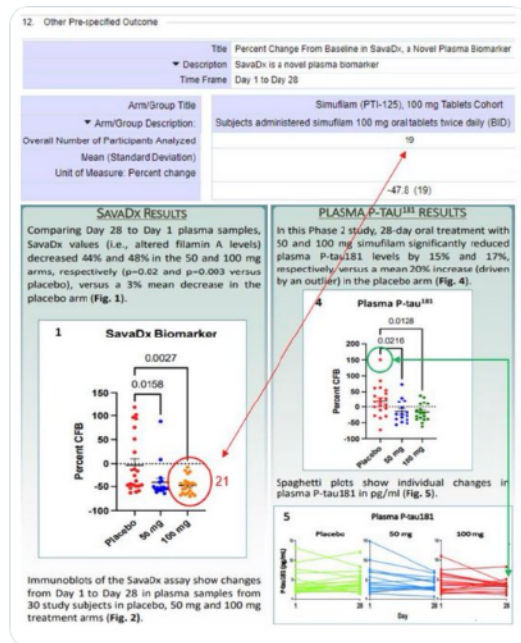 12. Other Pre-specified Outcome
Title Percent Change From Baseline in SavaDx, a Novel Plasma Biomarker
▼ Description SavaDx is a novel plasma biomarker
Time Frame Day 1 to Day 28
Arm/Group Title Simufilam (PTI-125), 100 mg Tablets Cohort
▼ Arm/Group Description: Subjects administered simufilam 100 mg oral tablets twice daily (BID)
Overall Number of Participants Analyzed 19
Mean (Standard Deviation)
Unit of Measure: Percent change
-47.8 (19)
SAVADX RESULTS
Comparing Day 28 to Day 1 plasma samples,
SavaDx values (i.e., altered filamin A levels)
decreased 44% and 48% in the 50 and 100 mg
arms, respectively (p=0.02 and p=0.003 versus
placebo), versus a 3% mean decrease in the
placebo arm (Fig. 1).
1 SavaDx Biomarker
0.0027
0.0158
Percent CFB
150
100
50
0
-50
-100
21
Placebo
50 mg
100 mg
Immunoblots of the SavaDx assay show changes
from Day 1 to Day 28 in plasma samples from
30 study subjects in placebo, 50 mg and 100 mg
treatment arms (Fig. 2).
PLASMA P-TAU181 RESULTS
In this Phase 2 study, 28-day oral treatment with
50 and 100 mg simufilam significantly reduced
plasma P-tau181 levels by 15% and 17%,
respectively versus a mean 20% increase (driven
by an outlier) in the placebo arm (Fig. 4).
4 Plasma P-tau181
0.0128
0.0216
Percent CFB
200
150
100
50
0
-50
-100
Placebo
50 mg
100 mg
Spaghetti plots show individual changes in
plasma P-tau181 in pg/ml (Fig. 5).
5 Plasma P-tau181
Placebo 50 mg 100 mg
P-tau181 (pg/mL)
1 28 1 28 1 28
Day